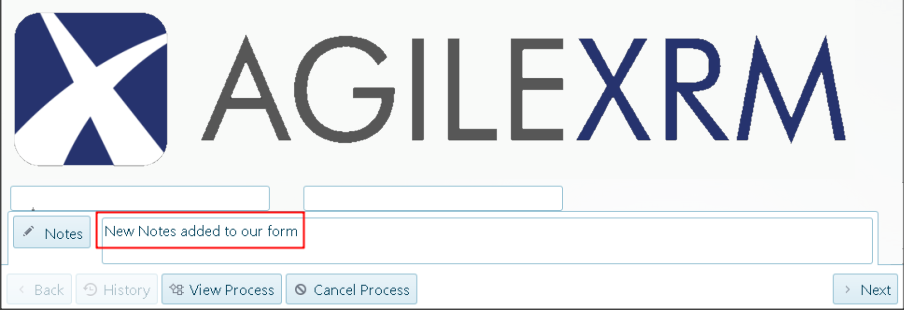 AGILEXRM
Notes
New Notes added to our form
Back
History
View Process
Cancel Process
Next